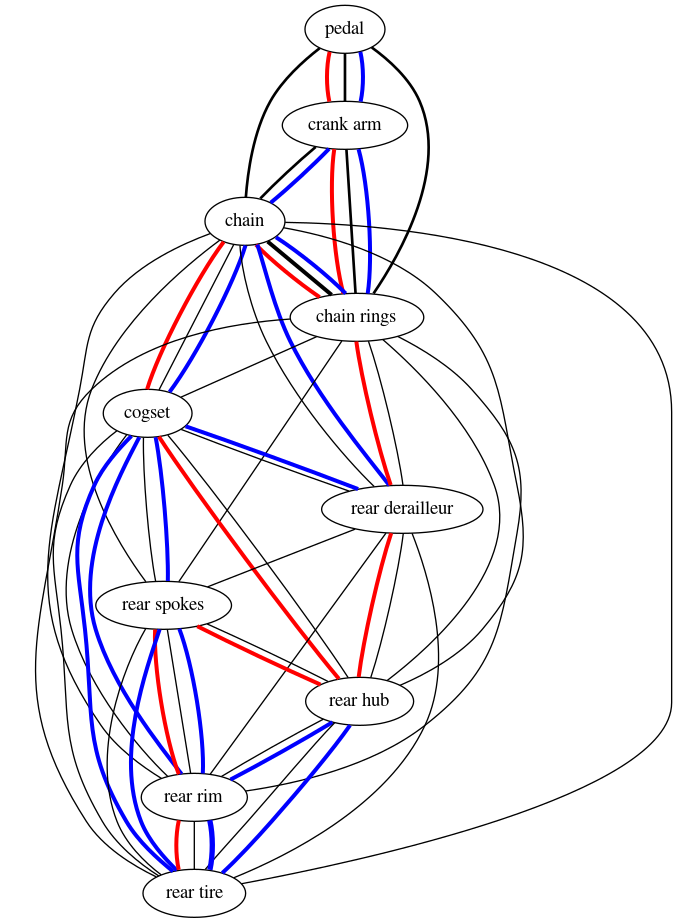 pedal
crank arm
chain
chain rings
cogset
rear derailleur
rear spokes
rear hub
rear rim
rear tire